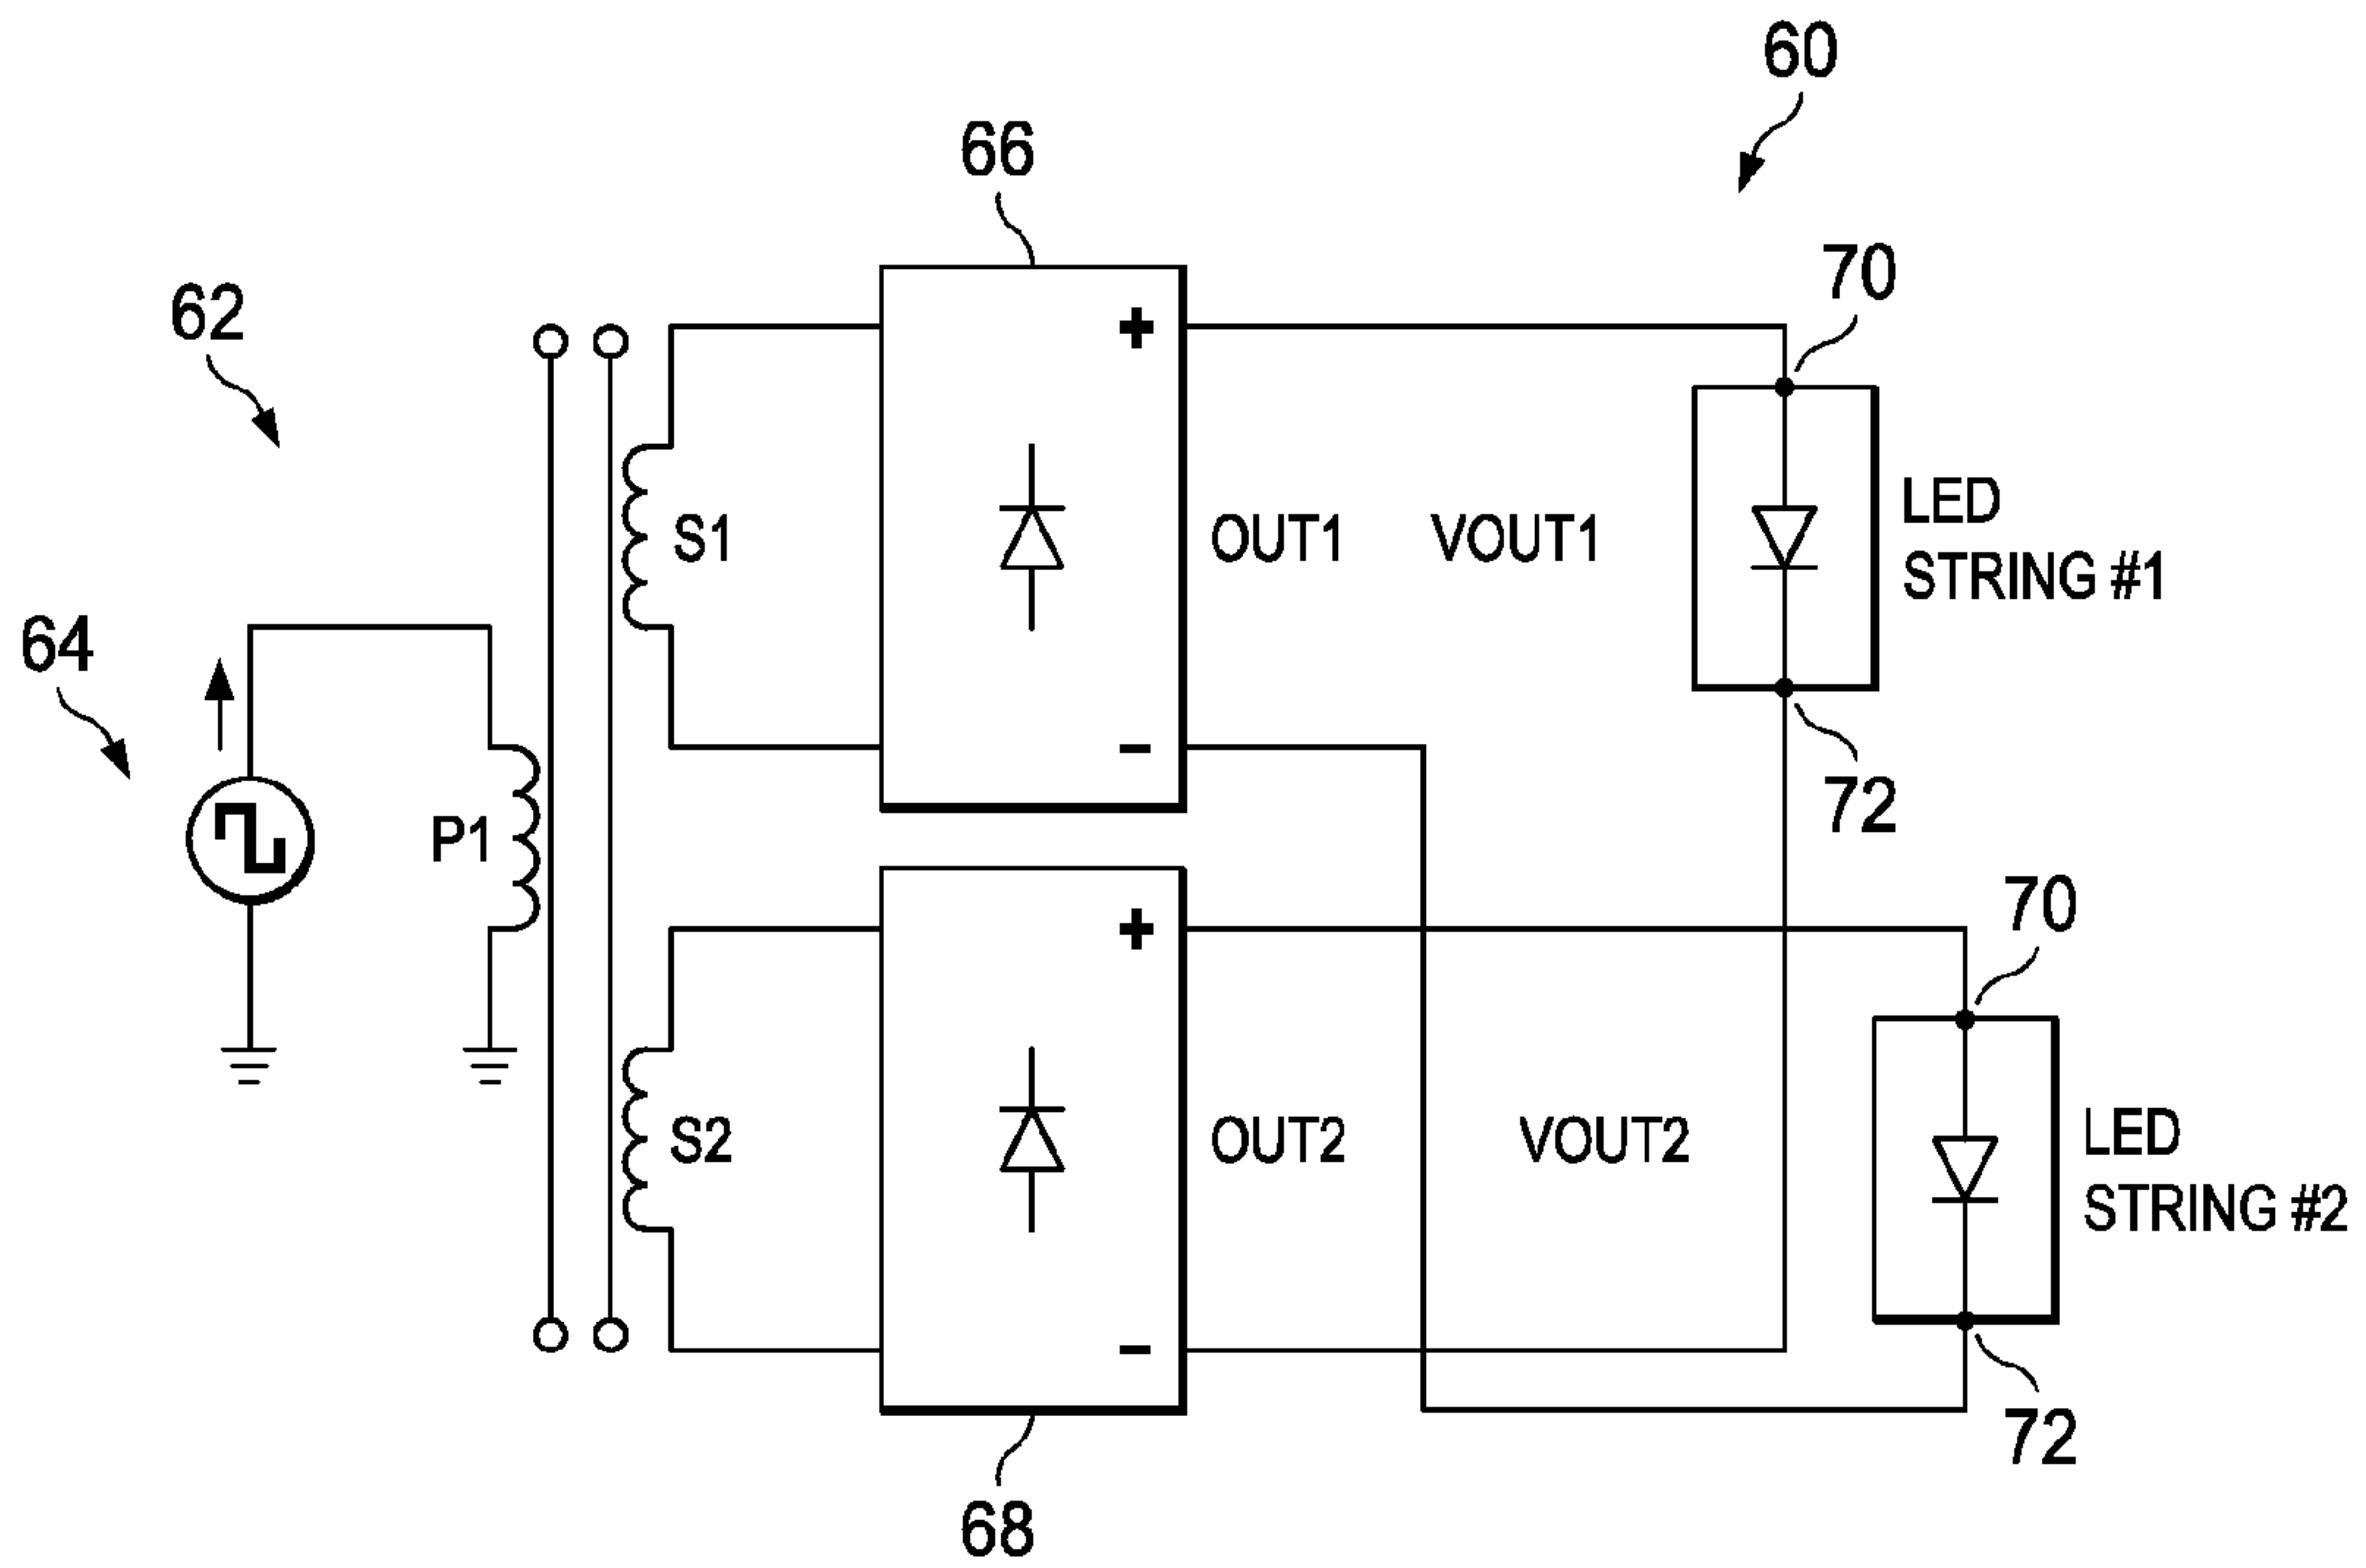 60
66
70
62
+
LED
STRING #1
S1
OUT1
VOUT1
64
-
72
P1
+
70
S2
OUT2
VOUT2
LED
STRING #2
-
72
68